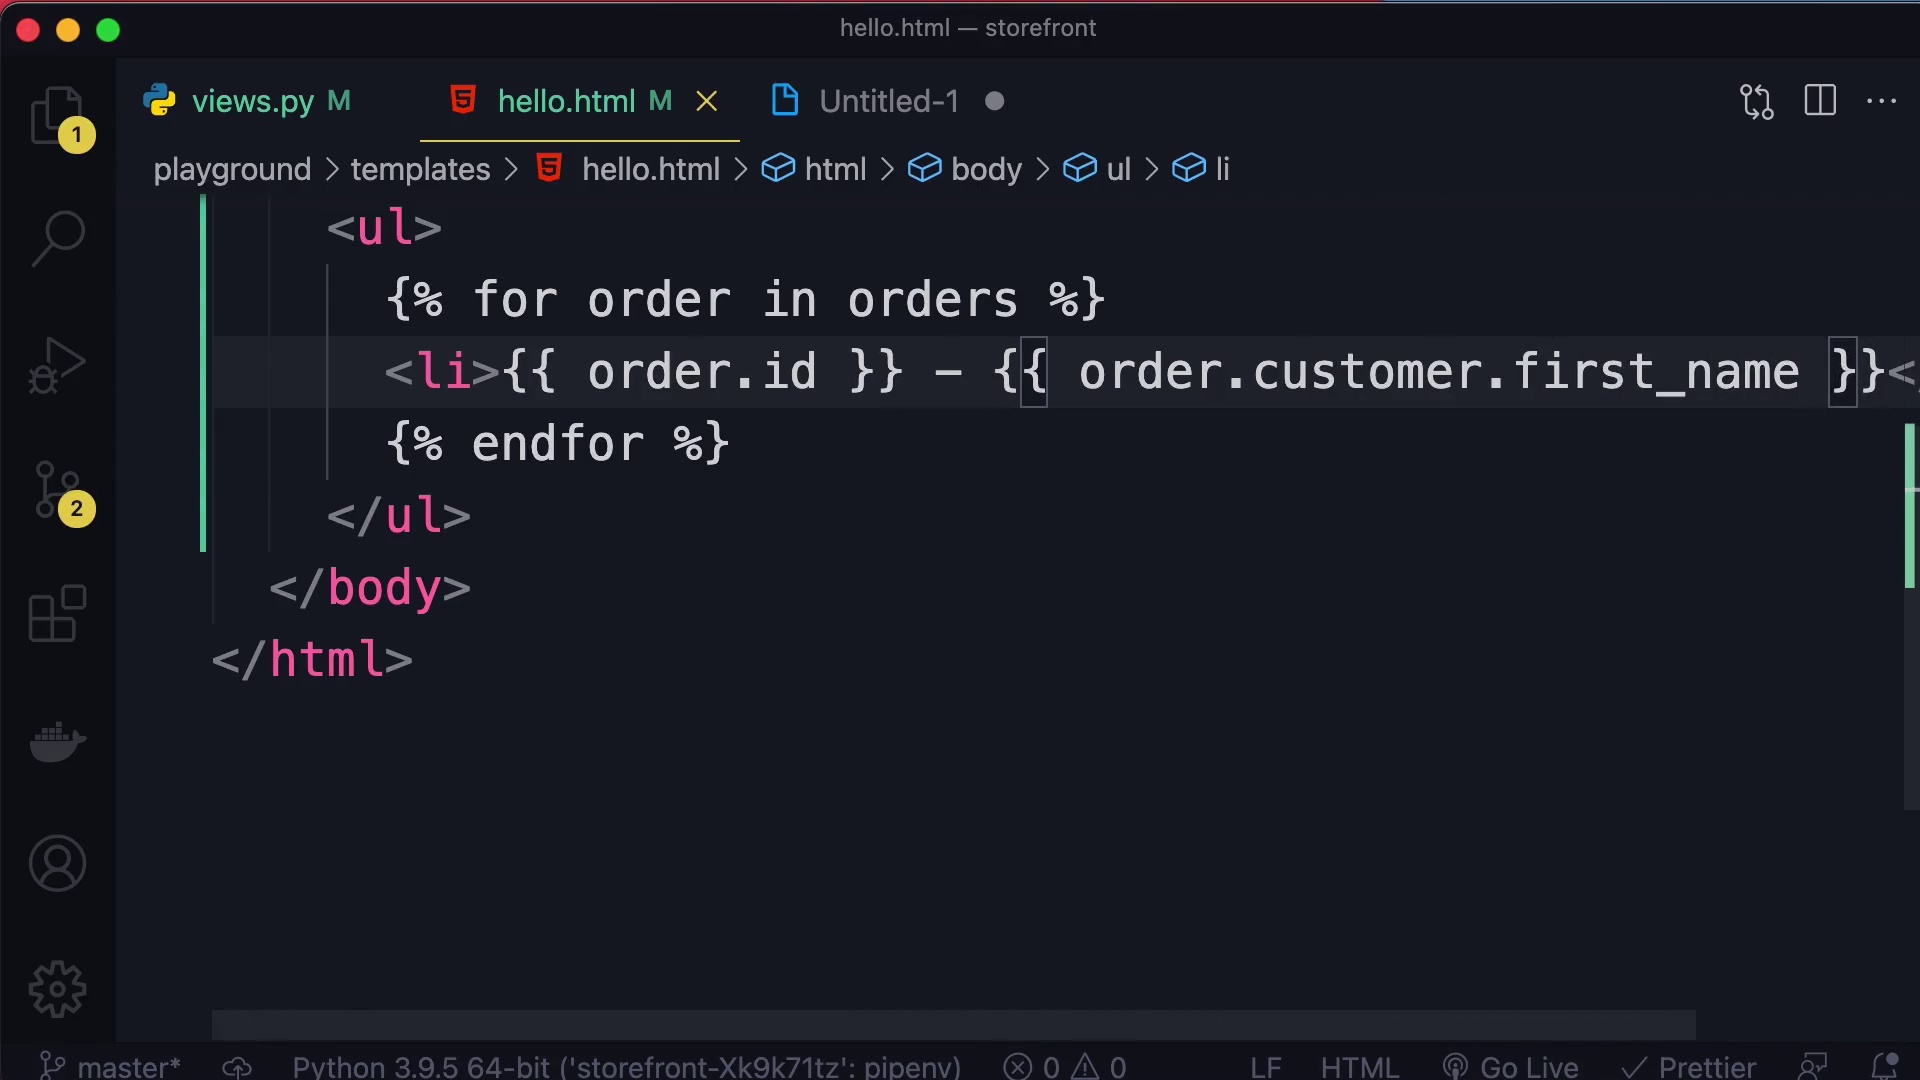 hello.html — storefront
views.py M hello.html M Untitled-1
playground > templates > hello.html > html > body > ul > li
<ul>
{% for order in orders %}
<li>{{ order.id }} - {{ order.customer.first_name }}<
{% endfor %}
</ul>
</body>
</html>
1
2
master* Python 3.9.5 64-bit ('storefront-Xk9k71tz': pipenv) 0 0 LF HTML Go Live Prettier